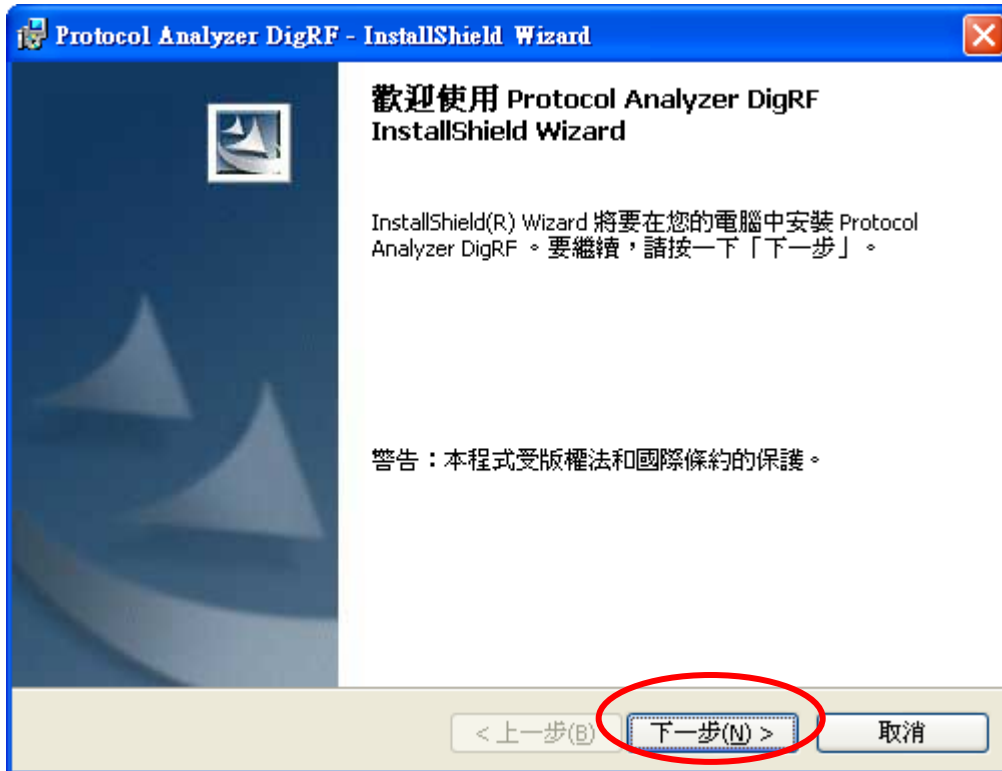 Protocol Analyzer DigRF - InstallShield Wizard
歡迎使用 Protocol Analyzer DigRF
InstallShield Wizard
InstallShield(R) Wizard 將要在您的電腦中安裝 Protocol
Analyzer DigRF 。要繼續，請按一下「下一步」。
警告：本程式受版權法和國際條約的保護。
< 上一步(B)
下一步(N) >
取消